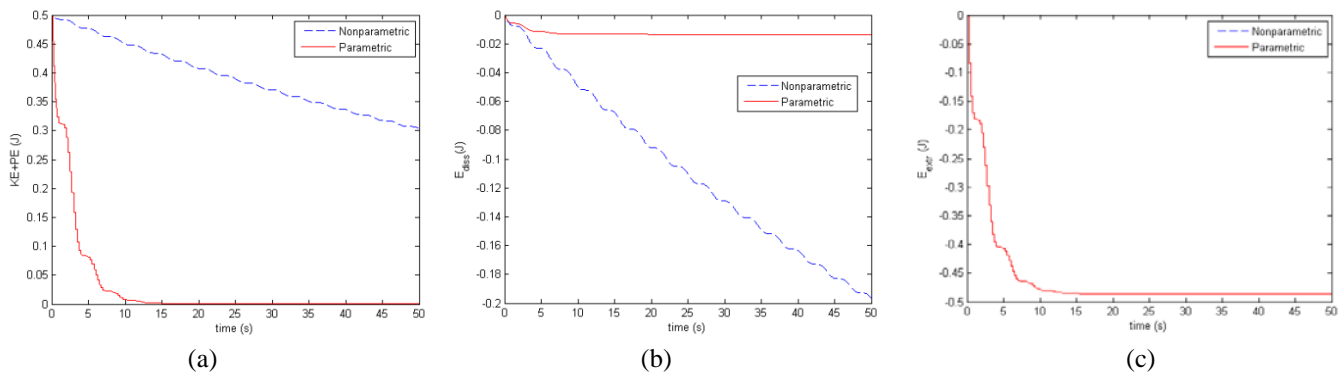 0.5
0.45
0.4
0.35
0.3
0.25
0.2
0.15
0.1
0.05
0
KE+PE (J)
0 5 10 15 20 25 30 35 40 45 50
time (s)
Nonparametric
Parametric
(a)
0
-0.02
-0.04
-0.06
-0.08
-0.1
-0.12
-0.14
-0.16
-0.18
-0.2
E_diss(J)
0 5 10 15 20 25 30 35 40 45 50
time (s)
Nonparametric
Parametric
(b)
0
-0.05
-0.1
-0.15
-0.2
-0.25
-0.3
-0.35
-0.4
-0.45
-0.5
E_extr(J)
0 5 10 15 20 25 30 35 40 45 50
time (s)
Nonparametric
Parametric
(c)